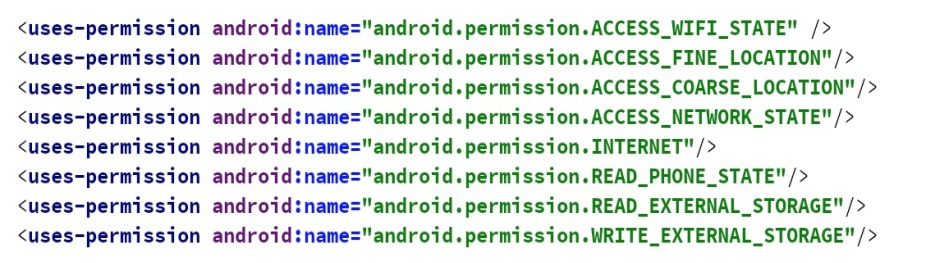 <uses-permission android:name="android.permission.ACCESS_WIFI_STATE" />
<uses-permission android:name="android.permission.ACCESS_FINE_LOCATION"/>
<uses-permission android:name="android.permission.ACCESS_COARSE_LOCATION"/>
<uses-permission android:name="android.permission.ACCESS_NETWORK_STATE"/>
<uses-permission android:name="android.permission.INTERNET"/>
<uses-permission android:name="android.permission.READ_PHONE_STATE"/>
<uses-permission android:name="android.permission.READ_EXTERNAL_STORAGE"/>
<uses-permission android:name="android.permission.WRITE_EXTERNAL_STORAGE"/>